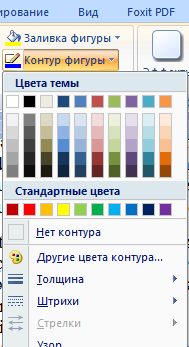 рование Вид Foxit PDF
Заливка фигуры
Контур фигуры
Цвета темы
Стандартные цвета
Нет контура
Другие цвета контура...
Толщина
Штрихи
Стрелки
Узор